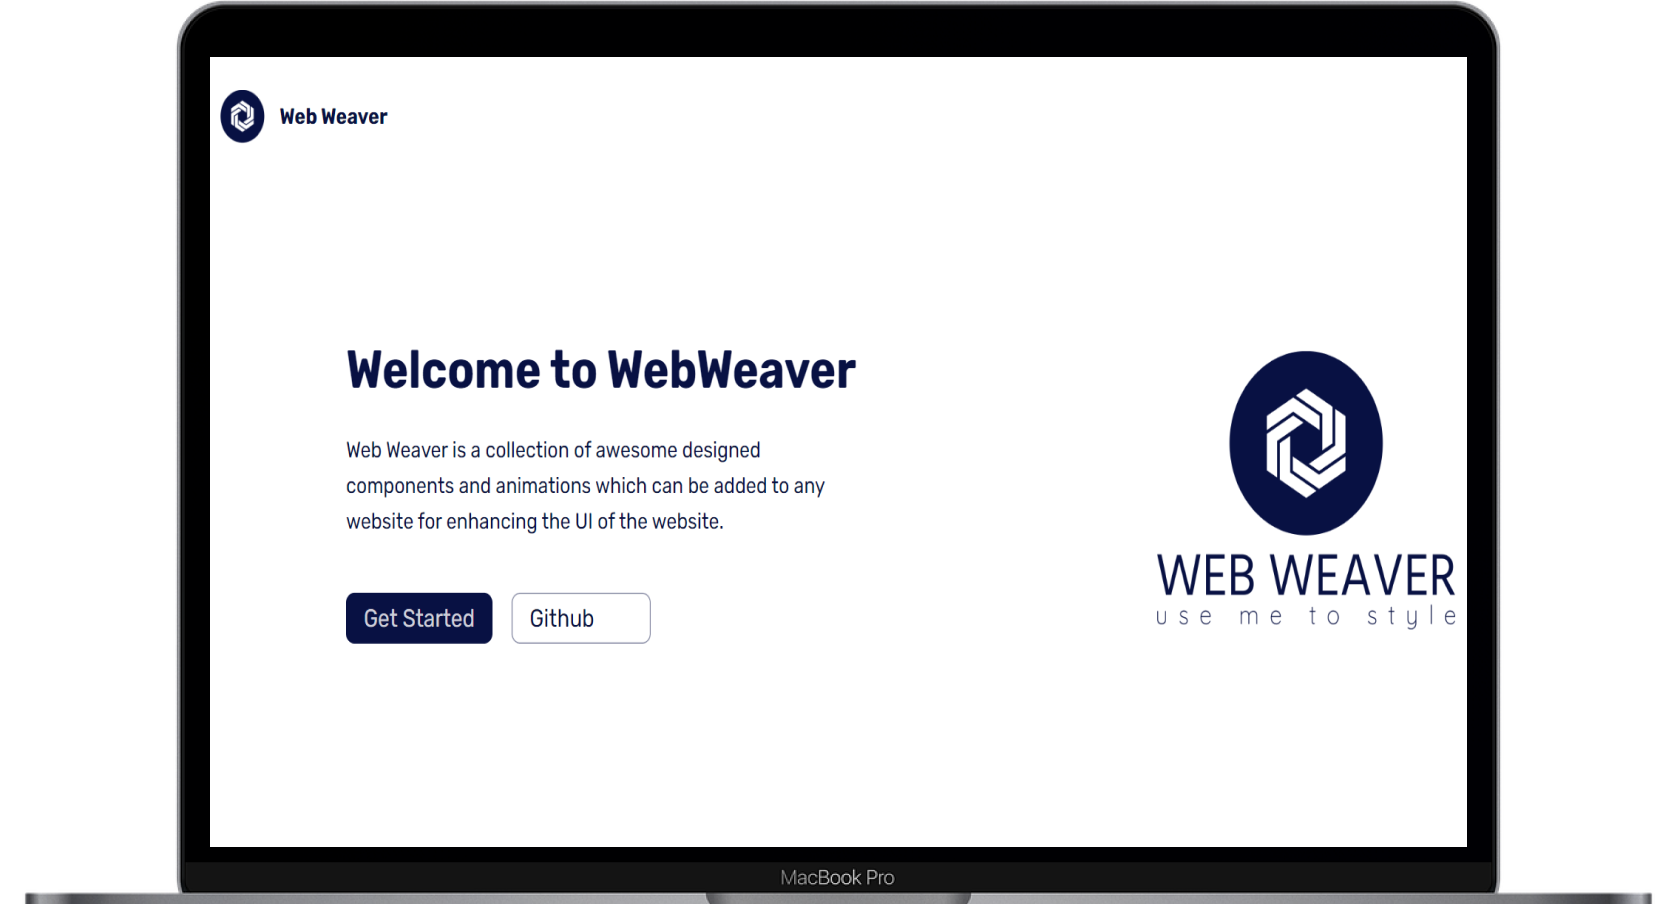 Web Weaver
Welcome to WebWeaver
Web Weaver is a collection of awesome designed
components and animations which can be added to any
website for enhancing the UI of the website.
Get Started
Github
WEB WEAVER
use me to style
MacBook Pro